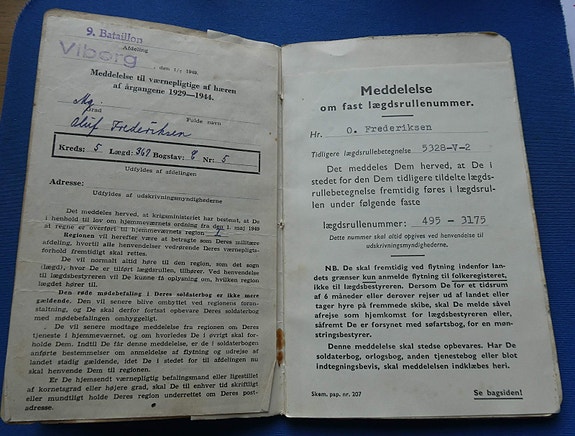 9. Bataillon
Afdeling
Viborg
, den 1/5 1949.
Meddelelse til værnepligtige af hæren
af årgangene 1929—1944.
Mg.
Grad
Fulde navn
Oluf Frederiksen
Kreds: 5 Lægd: 367 Bogstav: C Nr: 5
Udfyldes af afdelingen
Adresse:
Udfyldes af udskrivningsmyndighederne
Det meddeles herved, at krigsministeriet har bestemt, at De
i henhold til lov om hjemmeværnets ordning fra den 1. maj 1949
at regne er overført til hjemmeværnets region
Regionen vil herefter være at betragte som Deres militære
afdeling, hvortil alle henvendelser vedrørende Deres værnepligts-
forhold fremtidigt skal rettes.
De vil normalt altid høre til den region, som det sogn
(lægd), hvor De er tilført lægdsrullen, tilhører. Ved henvendelse
til lægdsbestyreren vil De kunne få oplysning om, hvilken region
lægdet hører til.
Den røde mødebefaling i Deres soldaterbog er ikke mere
gældende. Den vil senere blive ombyttet ved regionens foran-
staltning, og De skal derfor fortsat opbevare Deres soldaterbog
med mødebefalingen omhyggeligt.
De vil senere modtage meddelelse fra regionen om Deres
tjeneste i hjemmeværnet, og om hvorledes De i øvrigt skal for-
holde Dem. Indtil De får denne meddelelse, er de i soldaterbogen
anførte bestemmelser om anmeldelse af flytning og udrejse af
landet stadig gældende, idet De i stedet for til afdelingen nu
skal henvende Dem til regionen.
Er De hjemsendt værnepligtig befalingsmand eller ligestillet
af kornetsgrad eller højere grad, skal De til enhver tid skriftligt
eller mundtligt holde Deres region underrettet om Deres post-
adresse.
Meddelelse
om fast lægdsrullenummer.
Hr. O. Frederiksen
Tidligere lægdsrullebetegnelse 5328-V-2
Det meddeles Dem herved, at De i
stedet for den Dem tidligere tildelte lægds-
rullebetegnelse fremtidig føres i lægdsrul-
len under følgende faste
lægdsrullenummer: 495 - 3175
Dette nummer skal altid opgives ved henvendelse til
udskrivningsmyndighederne.
NB. De skal fremtidig ved flytning indenfor lan-
dets grænser kun anmelde flytning til folkeregisteret,
ikke til lægdsbestyreren. Dersom De for et tidsrum
af 6 måneder eller derover rejser ud af landet eller
tager hyre på fremmede skibe, skal De melde såvel
afrejse som hjemkomst for lægdsbestyreren eller,
såfremt De er forsynet med søfartsbog, for en møn-
stringsbestyrer.
Denne meddelelse skal stedse opbevares. Har De
soldaterbog, orlogsbog, anden tjenestebog eller blot
indtegningsbevis, skal meddelelsen indklæbes heri.
Skem. pap. nr. 207
Se bagsiden!